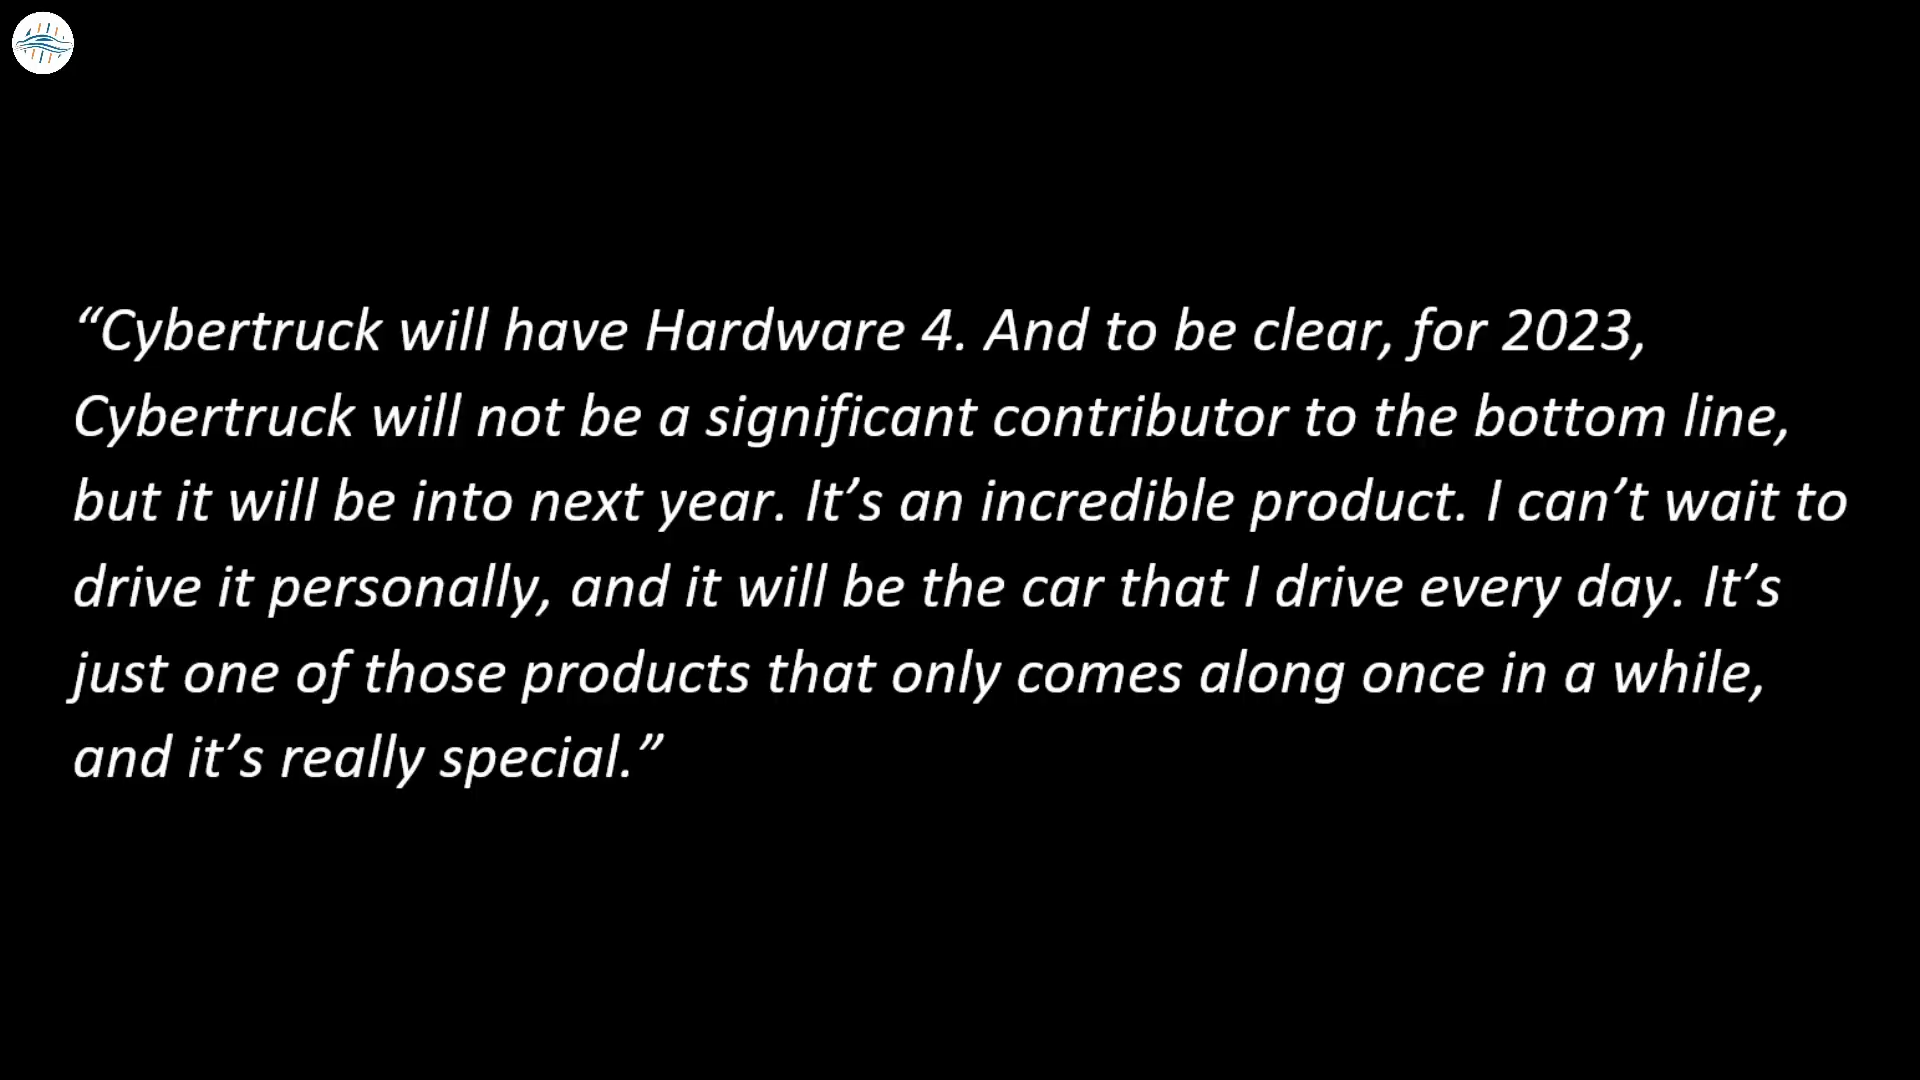 “Cybertruck will have Hardware 4. And to be clear, for 2023,
Cybertruck will not be a significant contributor to the bottom line,
but it will be into next year. It’s an incredible product. I can’t wait to
drive it personally, and it will be the car that I drive every day. It’s
just one of those products that only comes along once in a while,
and it’s really special.”